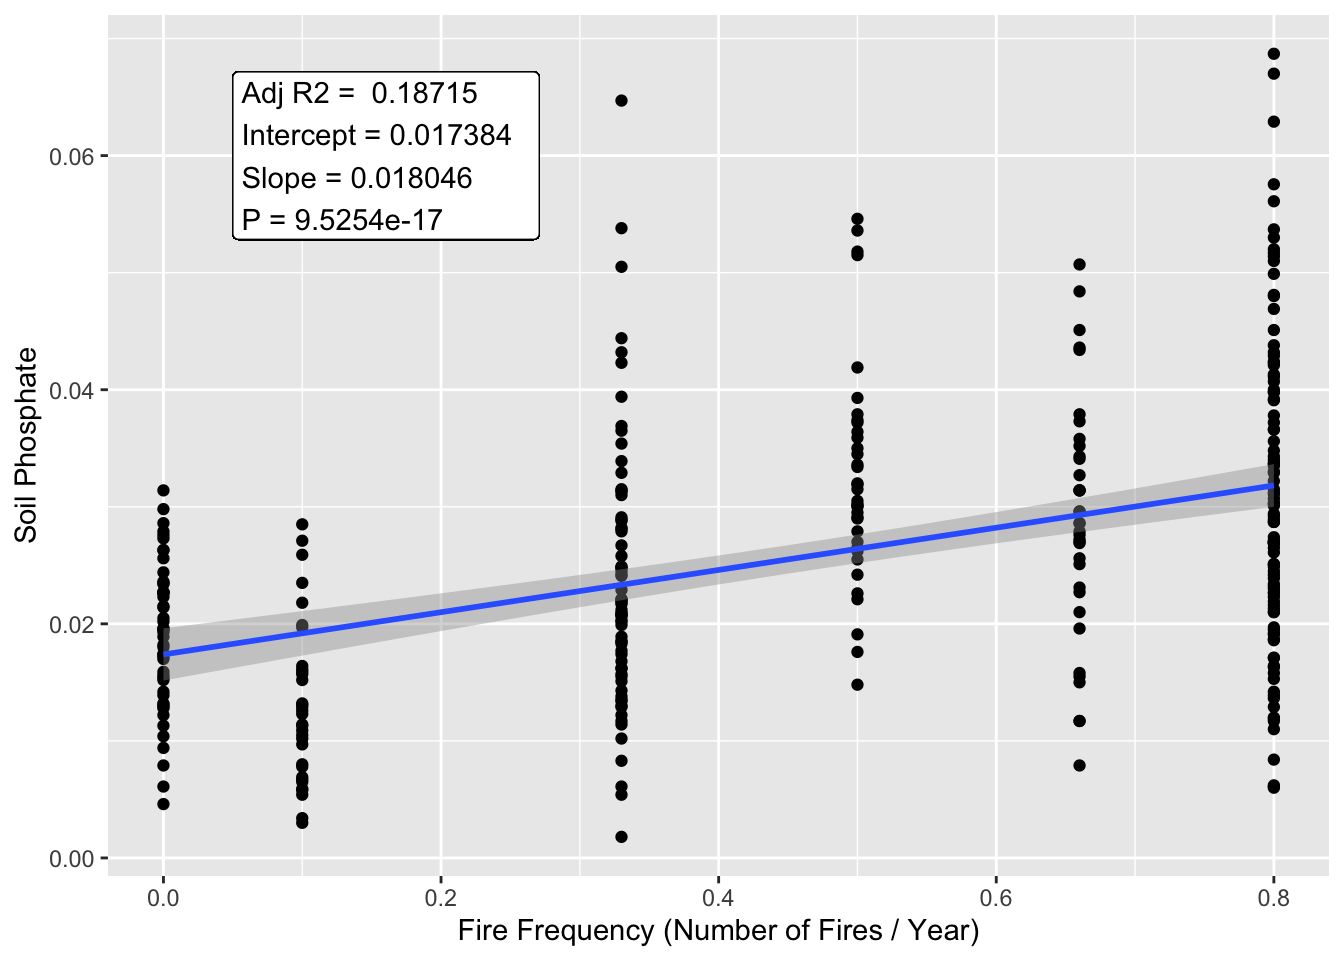 Adj R2 =  0.18715
Intercept = 0.017384
Slope = 0.018046
P = 9.5254e-17
0.06
0.04
0.02
0.00
Soil Phosphate
0.0
0.2
0.4
0.6
0.8
Fire Frequency (Number of Fires / Year)